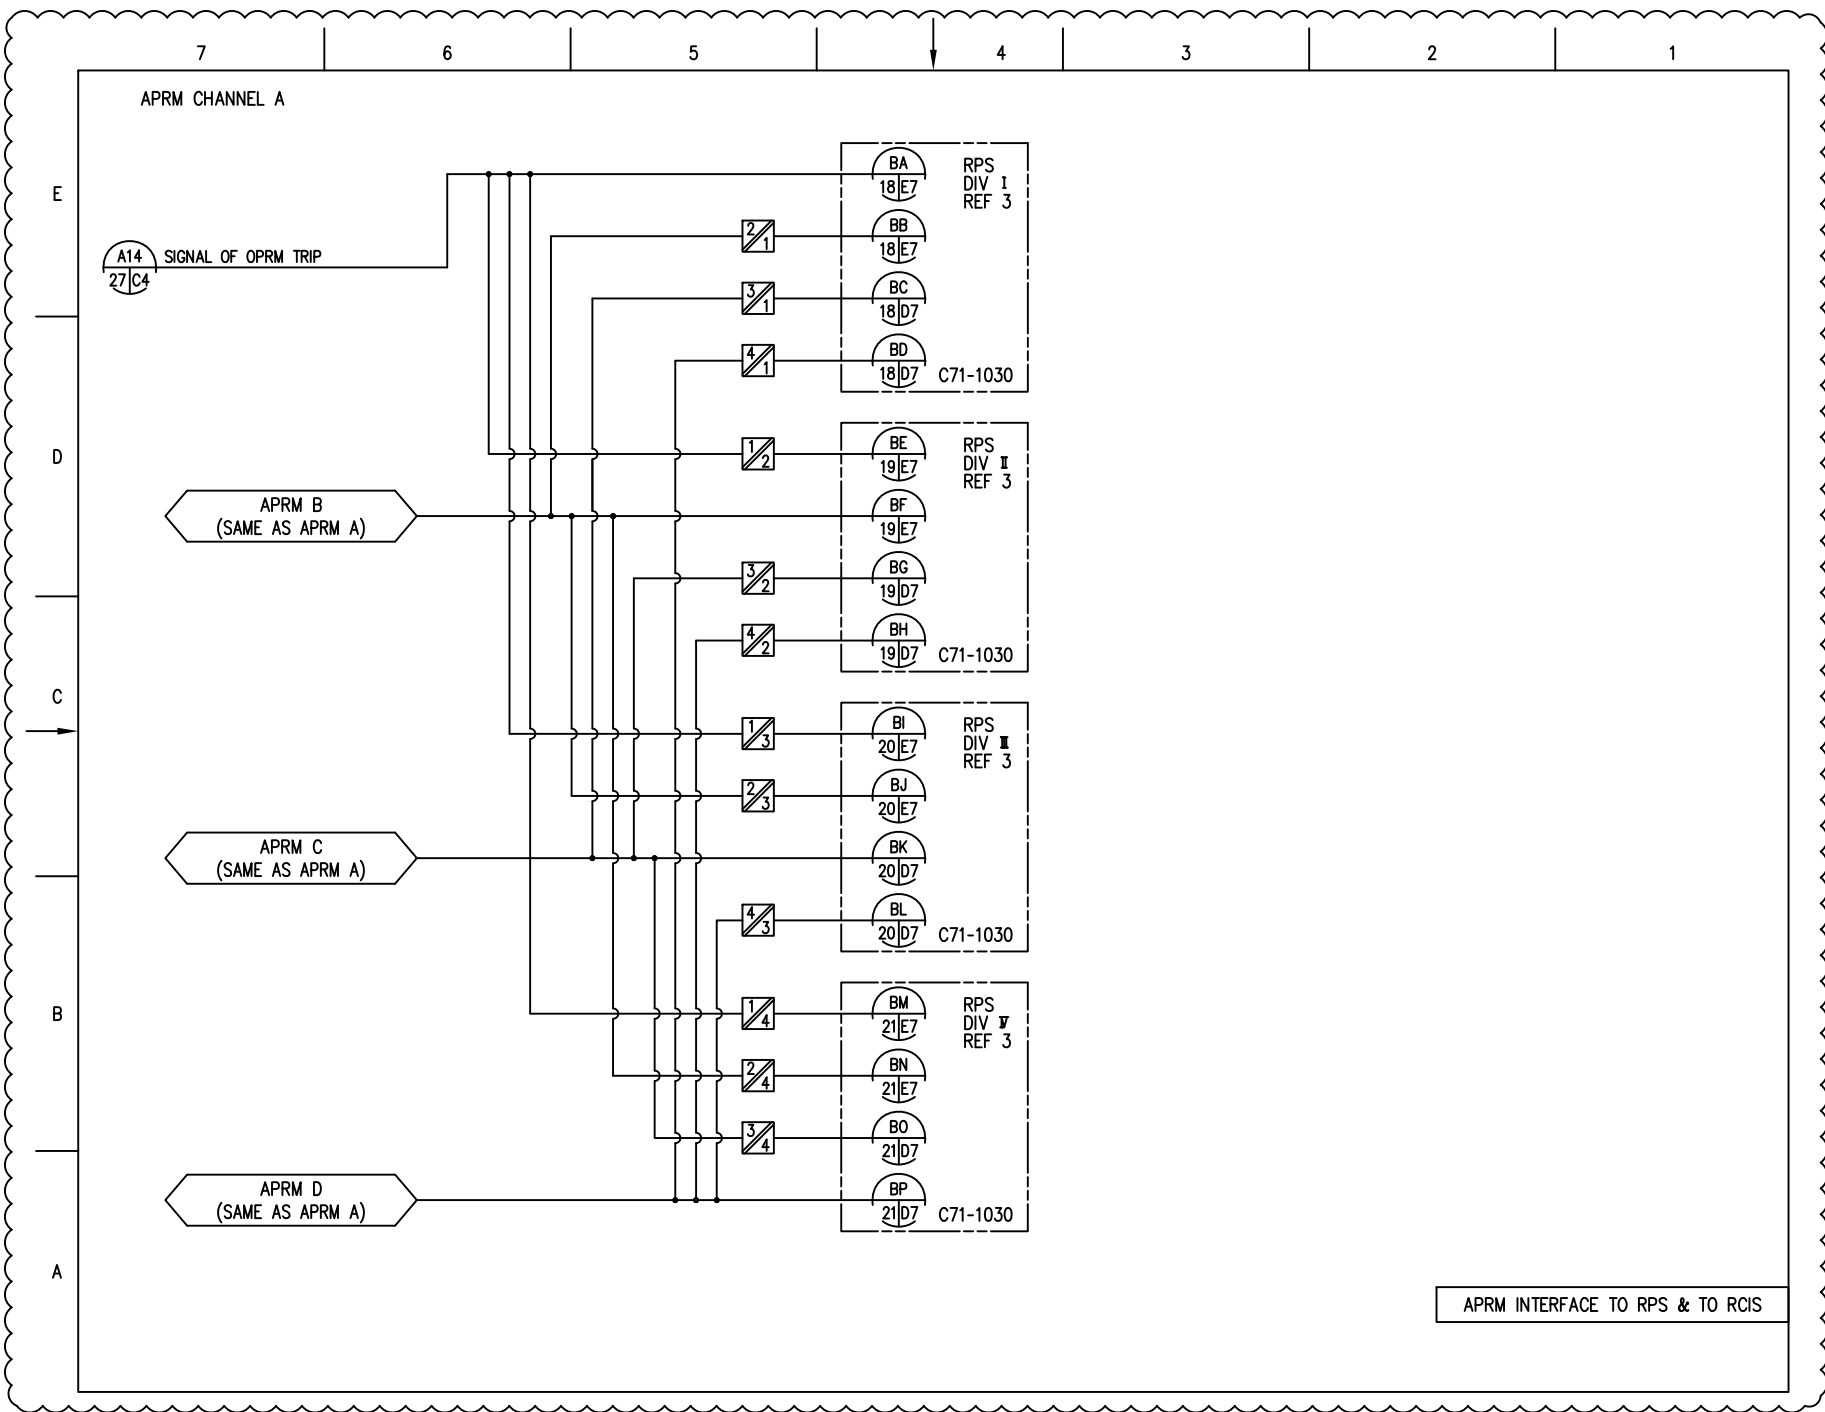 7 6 5 4 3 2 1
APRM CHANNEL A
E
D
C
B
A
A14
27 C4
SIGNAL OF OPRM TRIP
APRM B
(SAME AS APRM A)
APRM C
(SAME AS APRM A)
APRM D
(SAME AS APRM A)
2/1
3/1
4/1
1/2
3/2
4/2
1/3
2/3
4/3
1/4
2/4
3/4
BA
18 E7
RPS
DIV I
REF 3
BB
18 E7
BC
18 D7
BD
18 D7
C71-1030
BE
19 E7
RPS
DIV II
REF 3
BF
19 E7
BG
19 D7
BH
19 D7
C71-1030
BI
20 E7
RPS
DIV III
REF 3
BJ
20 E7
BK
20 D7
BL
20 D7
C71-1030
BM
21 E7
RPS
DIV IV
REF 3
BN
21 E7
BO
21 D7
BP
21 D7
C71-1030
APRM INTERFACE TO RPS & TO RCIS